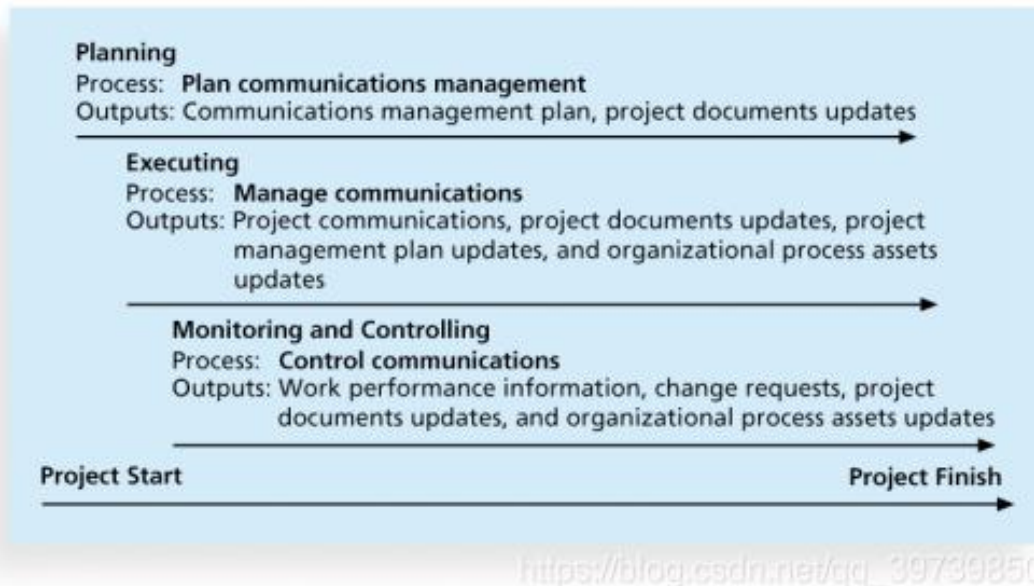 Planning
Process: Plan communications management
Outputs: Communications management plan, project documents updates
Executing
Process: Manage communications
Outputs: Project communications, project documents updates, project
management plan updates, and organizational process assets
updates
Monitoring and Controlling
Process: Control communications
Outputs: Work performance information, change requests, project
documents updates, and organizational process assets updates
Project Start Project Finish
https://blog.csdn.net/qq_39739850